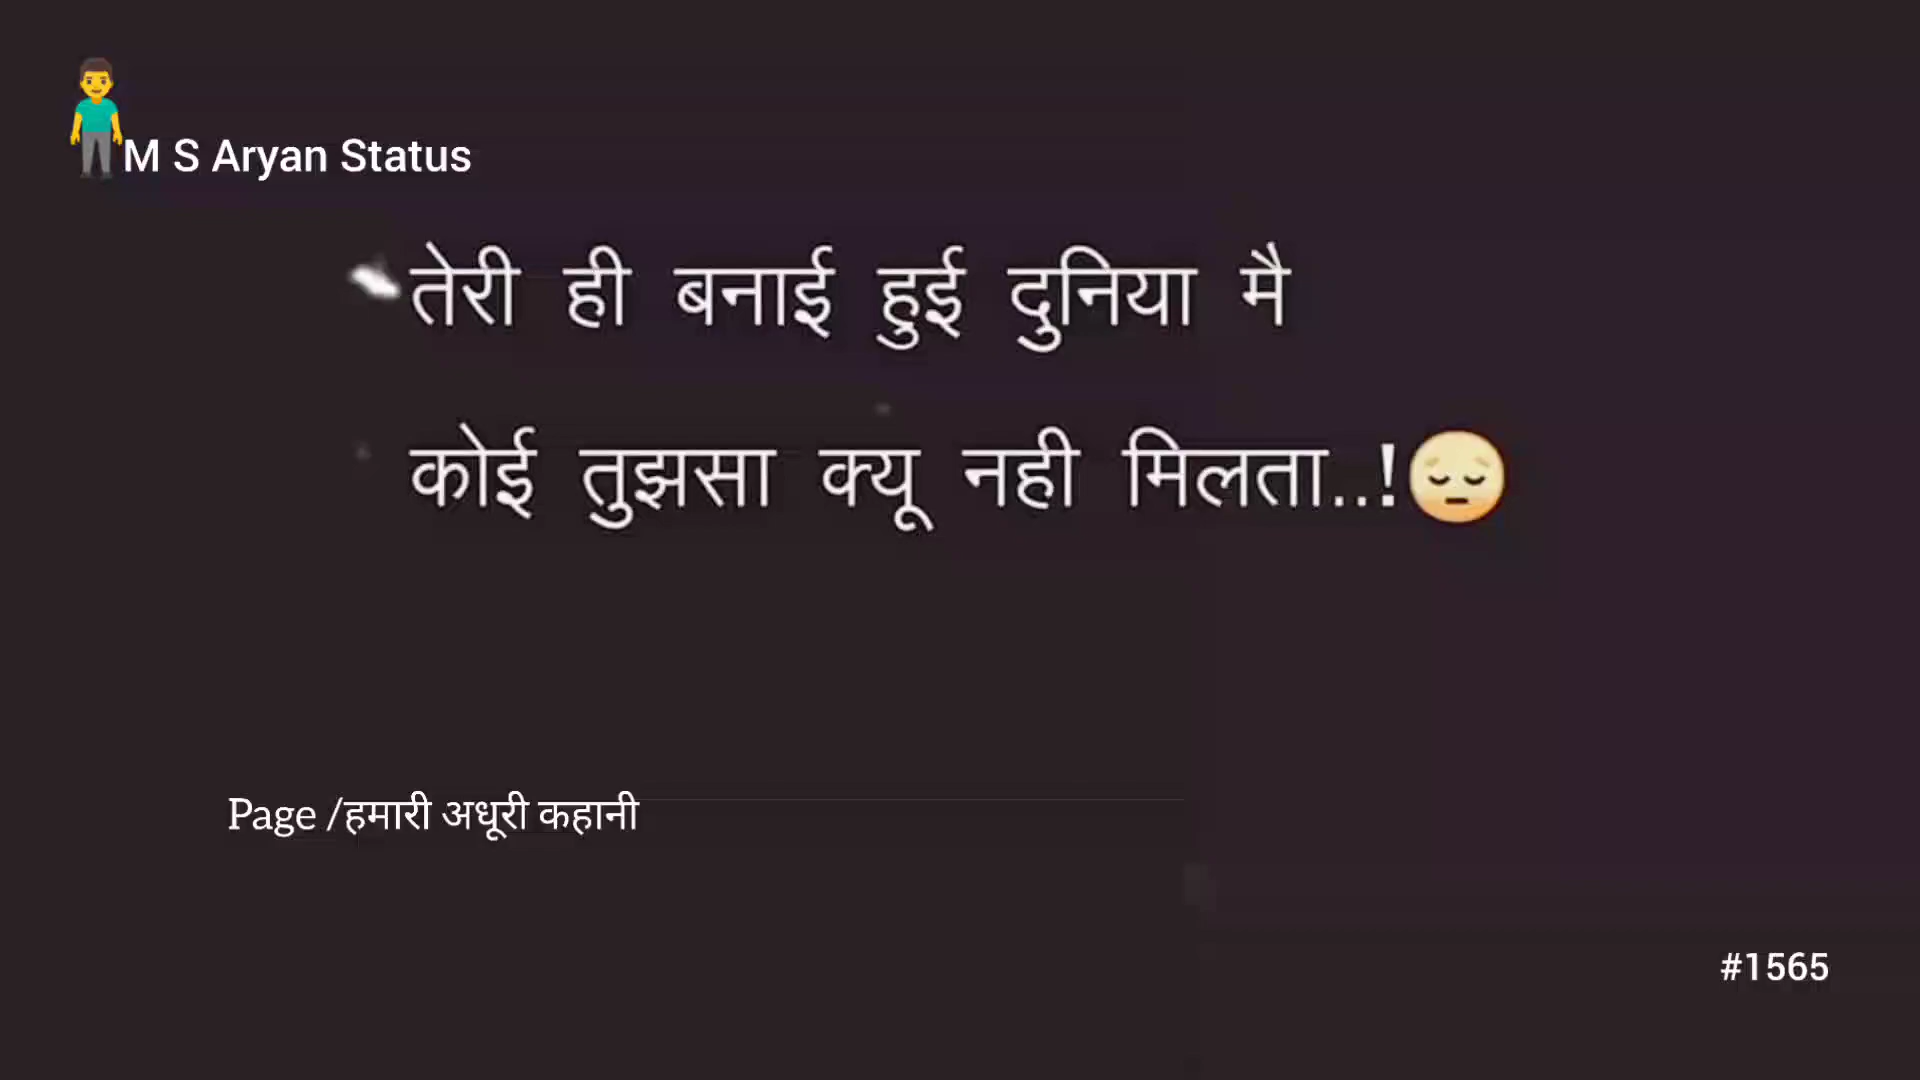 M S Aryan Status
तेरी ही बनाई हुई दुनिया मै
कोई तुझसा क्यू नही मिलता..!😔
Page /हमारी अधूरी कहानी
#1565